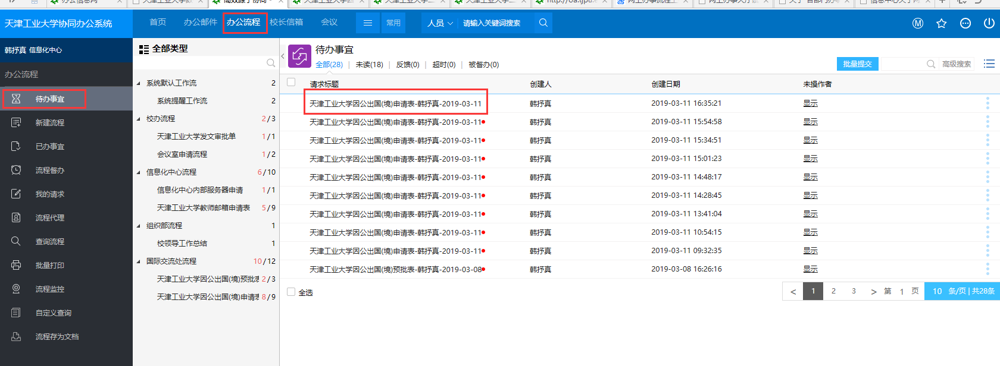 天津工业大学协同办公系统
首页 办公邮件 办公流程 校长信箱 会议 常用 人员 请输入关键词搜索
韩抒真 信息化中心
办公流程
待办事宜
新建流程
已办事宜
流程督办
我的请求
流程代理
查询流程
批量打印
流程监控
自定义查询
流程存为文档
全部类型
系统默认工作流 2
系统提醒工作流 2
校办流程 2/3
天津工业大学发文审批单 1/1
会议室申请流程 1/2
信息化中心流程 6/10
信息化中心内部服务器申请 1/1
天津工业大学教师邮箱申请表 5/9
组织部流程 1
校领导工作总结 1
国际交流处流程 10/12
天津工业大学因公出国(境)预批表 2/3
天津工业大学因公出国(境)申请表 8/9
待办事宜
全部(28) | 未读(18) | 反馈(0) | 超时(0) | 被督办(0)
批量提交 高级搜索
请求标题 创建人 创建日期 未操作者
天津工业大学因公出国(境)申请表-韩抒真-2019-03-11 韩抒真 2019-03-11 16:35:21 显示
天津工业大学因公出国(境)申请表-韩抒真-2019-03-11 韩抒真 2019-03-11 15:54:58 显示
天津工业大学因公出国(境)申请表-韩抒真-2019-03-11 韩抒真 2019-03-11 15:34:51 显示
天津工业大学因公出国(境)申请表-韩抒真-2019-03-11 韩抒真 2019-03-11 15:01:23 显示
天津工业大学因公出国(境)申请表-韩抒真-2019-03-11 韩抒真 2019-03-11 14:48:17 显示
天津工业大学因公出国(境)申请表-韩抒真-2019-03-11 韩抒真 2019-03-11 14:28:45 显示
天津工业大学因公出国(境)申请表-韩抒真-2019-03-11 韩抒真 2019-03-11 13:41:04 显示
天津工业大学因公出国(境)申请表-韩抒真-2019-03-11 韩抒真 2019-03-11 10:54:15 显示
天津工业大学因公出国(境)申请表-韩抒真-2019-03-11 韩抒真 2019-03-11 09:32:35 显示
天津工业大学因公出国(境)预批表-韩抒真-2019-03-08 韩抒真 2019-03-08 16:26:16 显示
全选
< 1 2 3 > 第 1 页 10 条/页 | 共28条